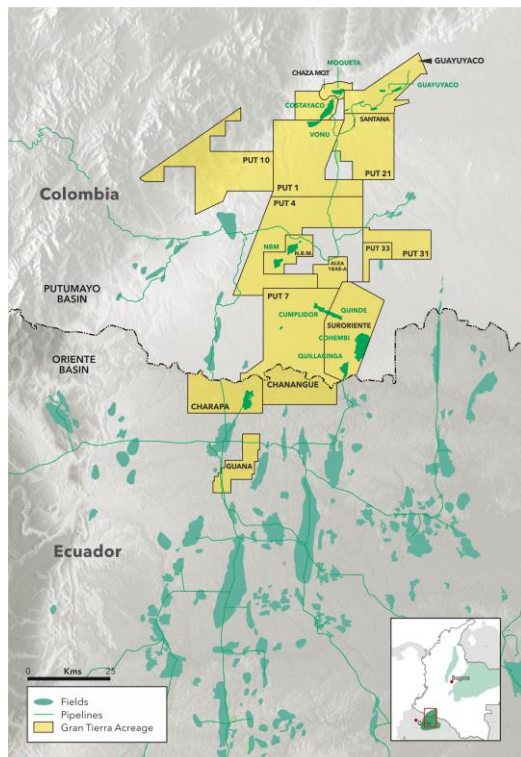 MOQUETA
GUAYUYACO
CHAZA MQT
GUAYUYACO
COSTAYACO
SANTANA
VONU
PUT 10
PUT 21
PUT 1
Colombia
PUT 4
NBM
N.B.M.
PUT 33
PUT 31
ALEA
1848-A
PUTUMAYO
BASIN
PUT 7
CUMPLIDOR
QUINDE
SURORIENTE
COHEMBI
ORIENTE
BASIN
QUILLACINGA
CHANANGUE
CHARAPA
GUANA
Ecuador
0 Kms 25
Fields
Pipelines
Gran Tierra Acreage
Bogota